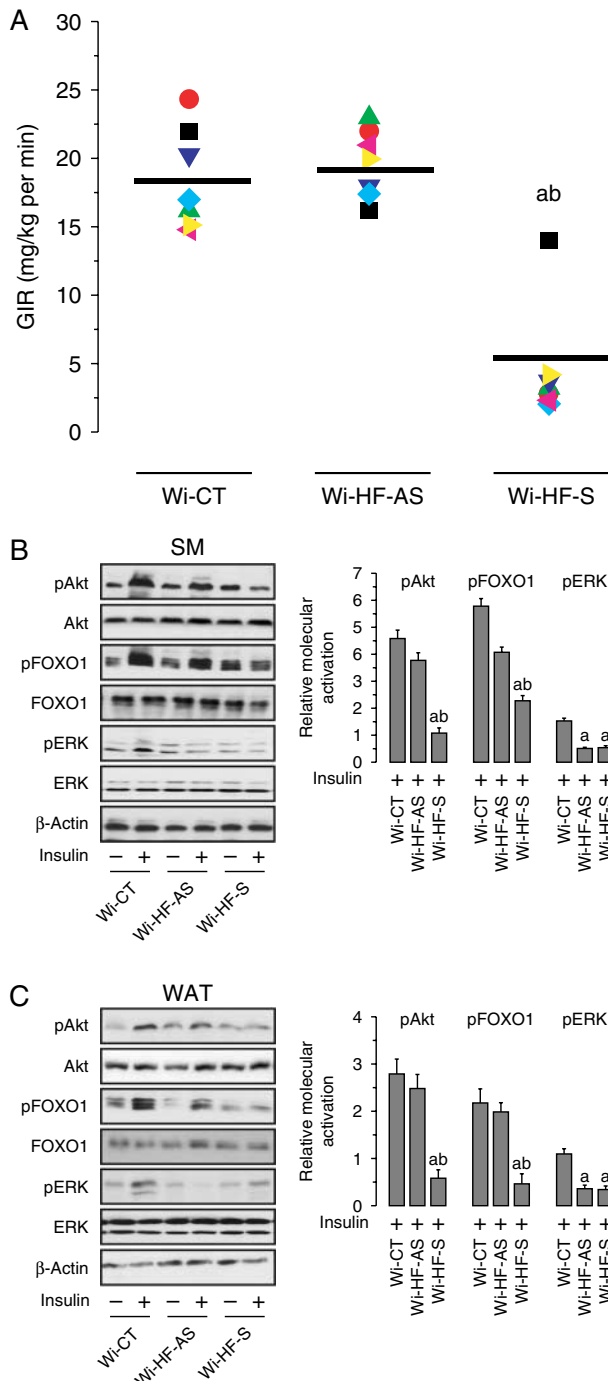 A
30
25
20
15
10
5
0
GIR (mg/kg per min)
ab
Wi-CT
Wi-HF-AS
Wi-HF-S
B
SM
pAkt
Akt
pFOXO1
FOXO1
pERK
ERK
β-Actin
Insulin
– + – + – +
Wi-CT
Wi-HF-AS
Wi-HF-S
Relative molecular
activation
7
6
5
6
3
2
1
0
pAkt
pFOXO1
pERK
ab
ab
a
a
Insulin + + + + + + + + +
Wi-CT
Wi-HF-AS
Wi-HF-S
Wi-CT
Wi-HF-AS
Wi-HF-S
Wi-CT
Wi-HF-AS
Wi-HF-S
C
WAT
pAkt
Akt
pFOXO1
FOXO1
pERK
ERK
β-Actin
Insulin
– + – + – +
Wi-CT
Wi-HF-AS
Wi-HF-S
Relative molecular
activation
4
3
2
1
0
pAkt
pFOXO1
pERK
ab
ab
a
a
Insulin + + + + + + + + +
Wi-CT
Wi-HF-AS
Wi-HF-S
Wi-CT
Wi-HF-AS
Wi-HF-S
Wi-CT
Wi-HF-AS
Wi-HF-S